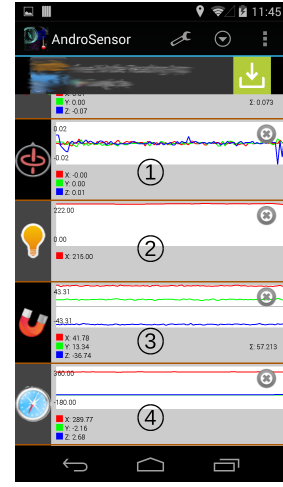 11:45
AndroSensor
X: 0.01
Y: 0.00
Z: -0.07
Σ: 0.073
0.02
-0.02
X: -0.00
Y: 0.00
Z: 0.01
①
222.00
0.00
X: 215.00
②
43.31
-43.31
X: 41.78
Y: 13.34
Z: -36.74
③
Σ: 57.213
360.00
-180.00
X: 289.77
Y: -2.16
Z: 2.68
④